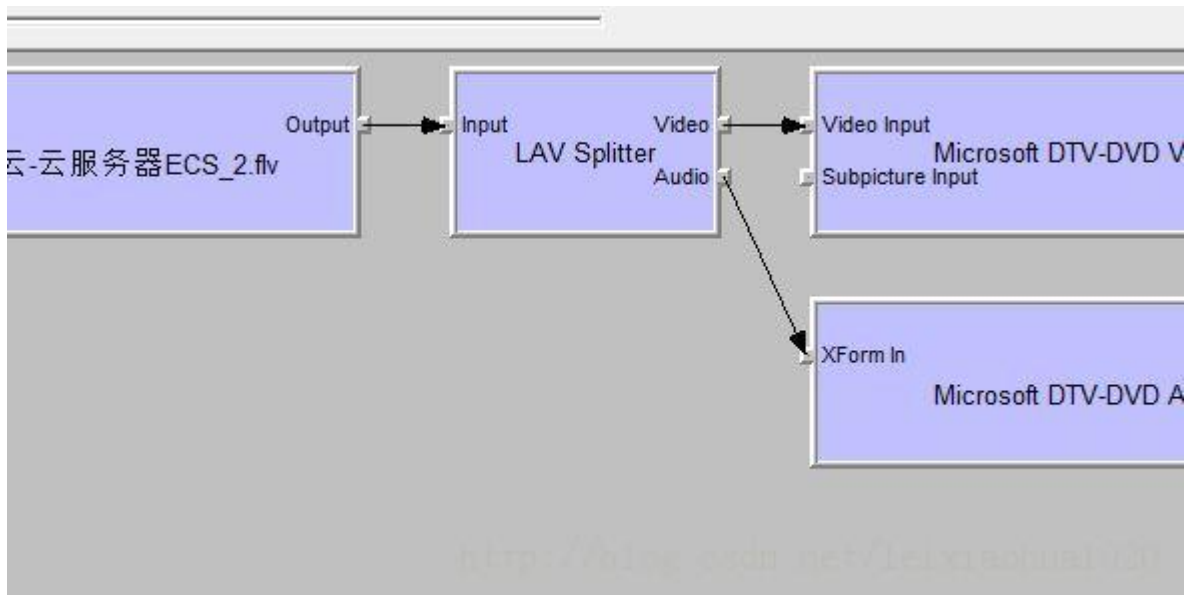 Output
云-云服务器ECS_2.flv
Input
Video
LAV Splitter
Audio
Video Input
Microsoft DTV-DVD V
Subpicture Input
XForm In
Microsoft DTV-DVD A
http://blog.csdn.net/leixiaohua1020